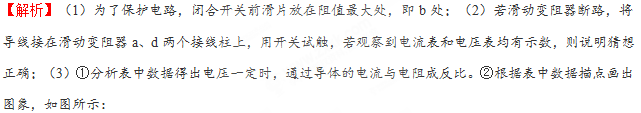 【解析】（1）为了保护电路，闭合开关前滑片放在阻值最大处，即 b 处；（2）若滑动变阻器断路，将
导线接在滑动变阻器 a、d 两个接线柱上，用开关试触，若观察到电流表和电压表均有示数，则说明猜想
正确；（3）①分析表中数据得出电压一定时，通过导体的电流与电阻成反比。②根据表中数据描点画出
图象，如图所示：